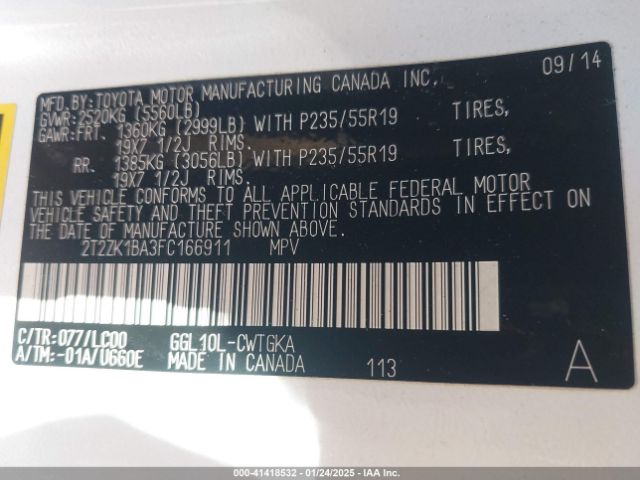 MFD.BY:TOYOTA MOTOR MANUFACTURING CANADA INC. 09/14
GVWR:2520KG (5560LB)
GAWR:FRT. 1360KG (2999LB) WITH P235/55R19 TIRES,
19X7 1/2J RIMS.
RR. 1385KG (3056LB) WITH P235/55R19 TIRES,
19X7 1/2J RIMS.
THIS VEHICLE CONFORMS TO ALL APPLICABLE FEDERAL MOTOR
VEHICLE SAFETY AND THEFT PREVENTION STANDARDS IN EFFECT ON
THE DATE OF MANUFACTURE SHOWN ABOVE.
2T2ZK1BA3FC166911 MPV
C/TR:077/LC00 GGL10L-CWTGKA
A/TM:-01A/U660E MADE IN CANADA 113 A
000-41418532 - 01/24/2025 - IAA Inc.